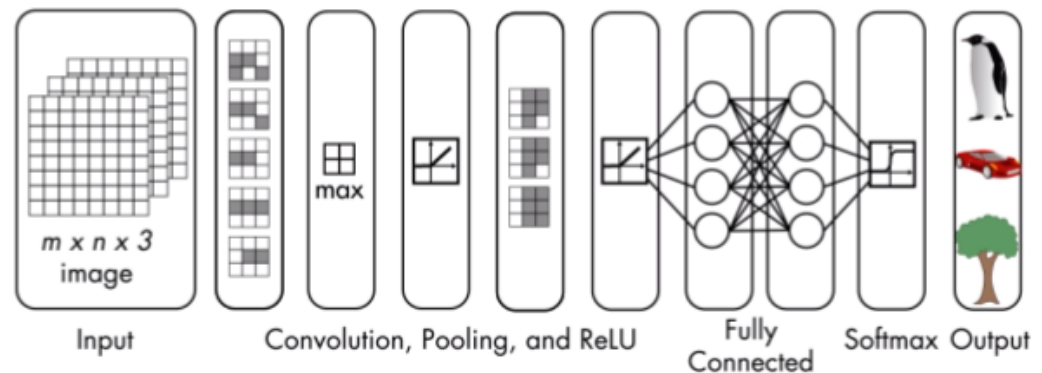 m x n x 3
image
max
Input
Convolution, Pooling, and ReLU
Fully
Connected
Softmax
Output